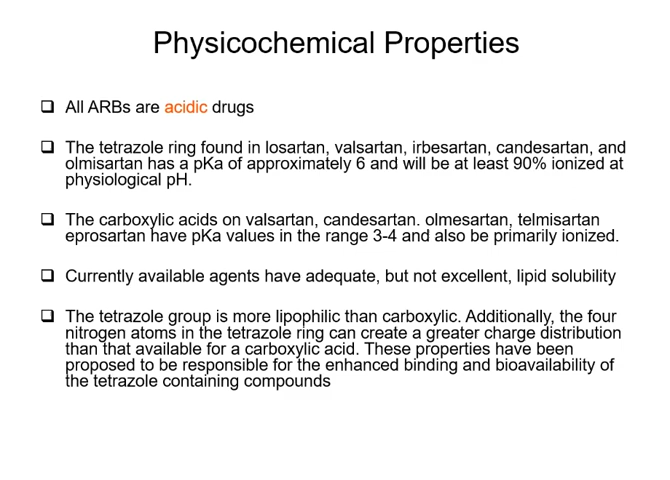 Physicochemical Properties
❑ All ARBs are acidic drugs
❑ The tetrazole ring found in losartan, valsartan, irbesartan, candesartan, and
olmisartan has a pKa of approximately 6 and will be at least 90% ionized at
physiological pH.
❑ The carboxylic acids on valsartan, candesartan. olmesartan, telmisartan
eprosartan have pKa values in the range 3-4 and also be primarily ionized.
❑ Currently available agents have adequate, but not excellent, lipid solubility
❑ The tetrazole group is more lipophilic than carboxylic. Additionally, the four
nitrogen atoms in the tetrazole ring can create a greater charge distribution
than that available for a carboxylic acid. These properties have been
proposed to be responsible for the enhanced binding and bioavailability of
the tetrazole containing compounds